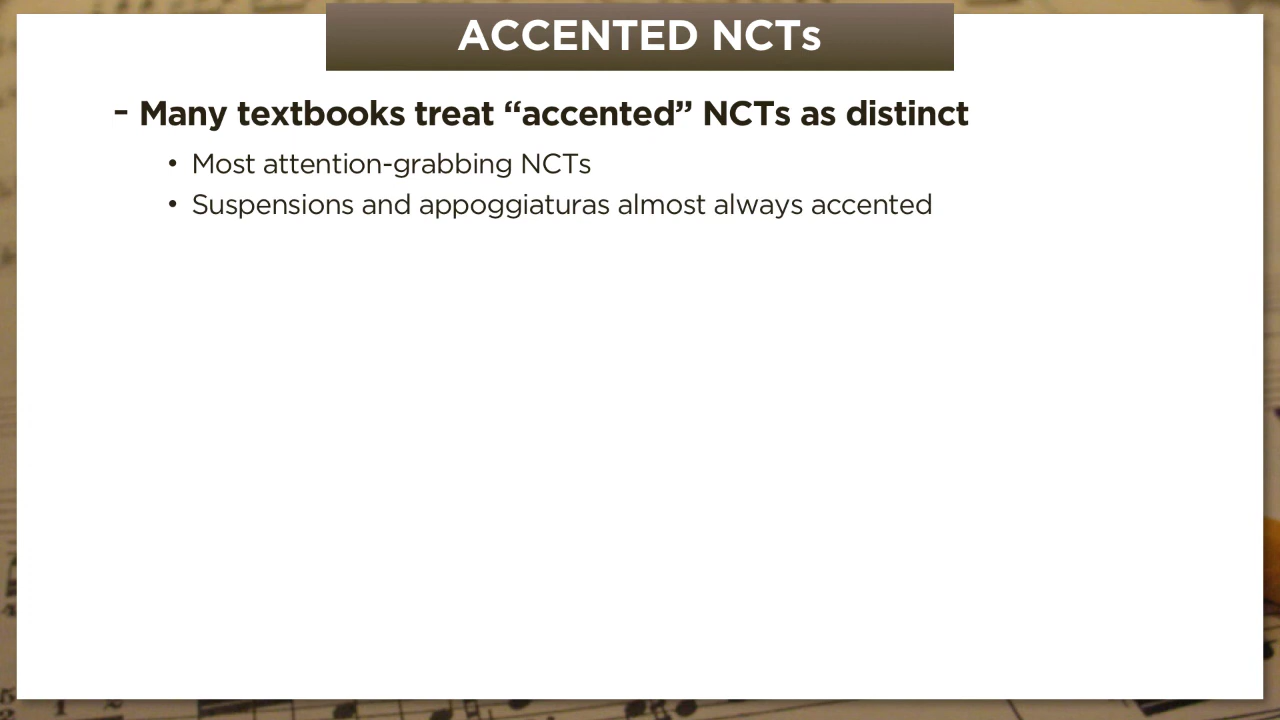 ACCENTED NCTs
- Many textbooks treat “accented” NCTs as distinct
• Most attention-grabbing NCTs
• Suspensions and appoggiaturas almost always accented